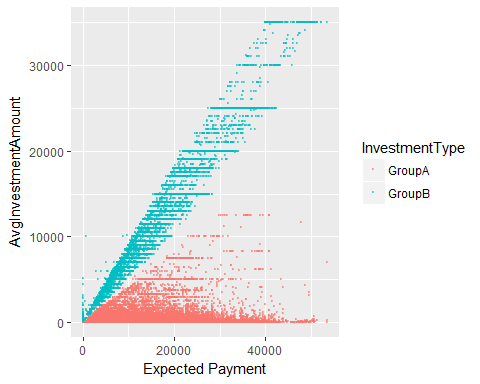 30000
20000
10000
0
AvgInvestmentAmount
0 20000 40000
Expected Payment
InvestmentType
GroupA
GroupB